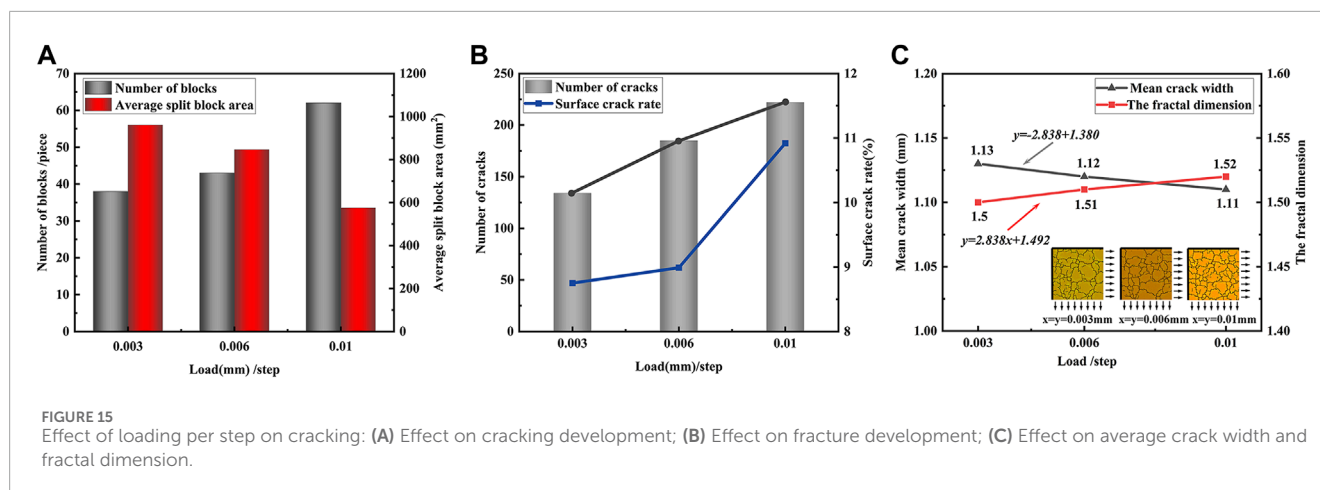 A
Number of blocks
Average split block area
70
60
50
40
30
20
10
0
Number of blocks /piece
1200
1000
800
600
400
200
0
Average split block area (mm²)
0.003
0.006
0.01
Load(mm) /step
B
Number of cracks
Surface crack rate
250
200
150
100
50
0
Number of cracks
12
11
10
9
8
Surface crack rate(%)
0.003
0.006
0.01
Load(mm)/step
C
Mean crack width
The fractal dimension
1.20
1.15
1.10
1.05
1.00
Mean crack width (mm)
1.60
1.55
1.50
1.45
1.40
The fractal dimension
y=-2.838+1.380
1.13
1.12
1.11
1.5
1.51
1.52
y=2.838x+1.492
x=y=0.003mm
x=y=0.006mm
x=y=0.01mm
0.003
0.006
0.01
Load /step
FIGURE 15
Effect of loading per step on cracking: (A) Effect on cracking development; (B) Effect on fracture development; (C) Effect on average crack width and
fractal dimension.